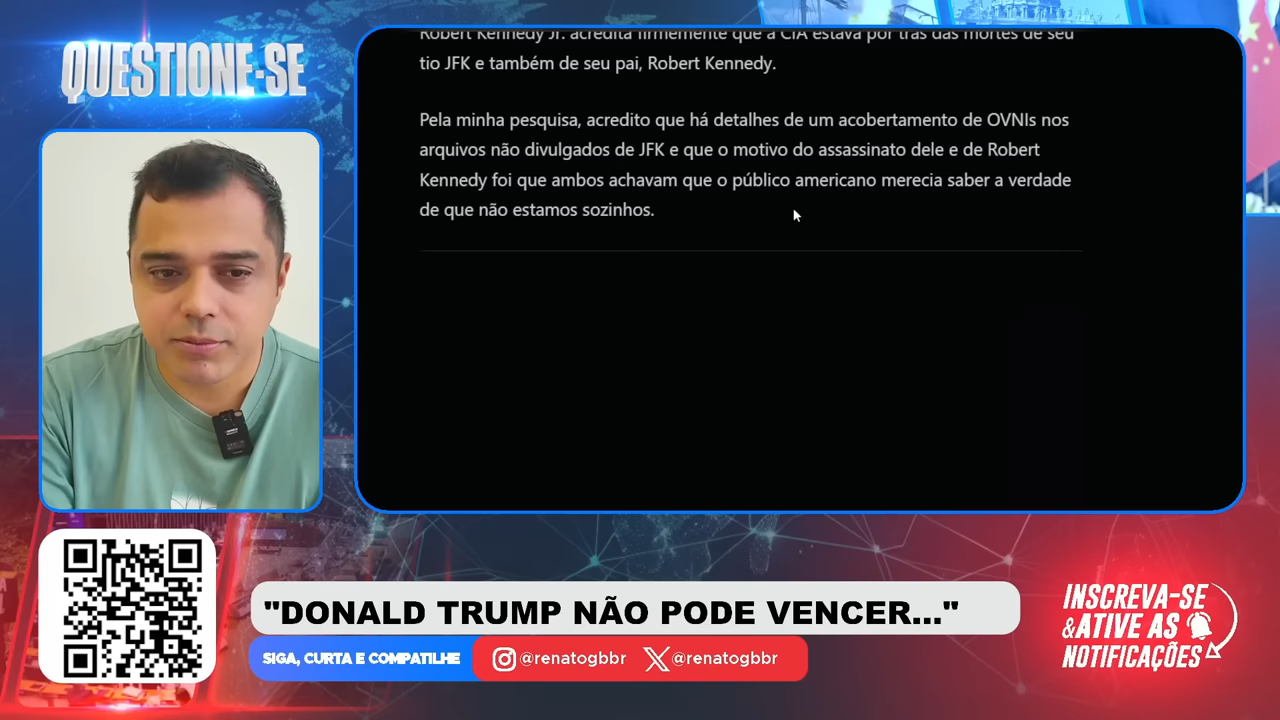 QUESTIONE-SE
Robert Kennedy Jr. acredita firmemente que a CIA estava por trás das mortes de seu
tio JFK e também de seu pai, Robert Kennedy.
Pela minha pesquisa, acredito que há detalhes de um acobertamento de OVNIs nos
arquivos não divulgados de JFK e que o motivo do assassinato dele e de Robert
Kennedy foi que ambos achavam que o público americano merecia saber a verdade
de que não estamos sozinhos.
"DONALD TRUMP NÃO PODE VENCER..."
SIGA, CURTA E COMPATILHE
@renatogbbr
@renatogbbr
INSCREVA-SE
&ATIVE AS
NOTIFICAÇÕES